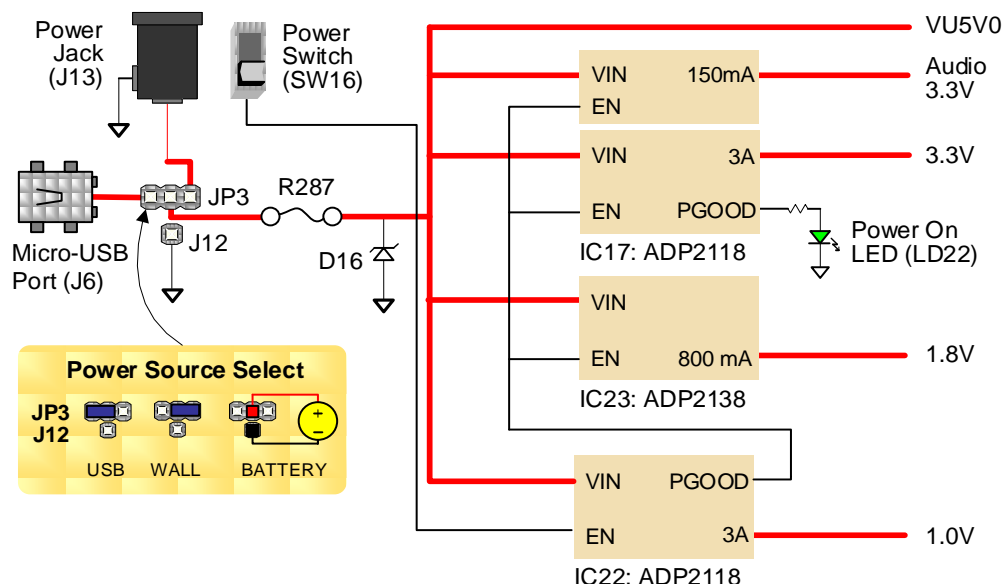 Power
Jack
(J13)
Power
Switch
(SW16)
VU5V0
VIN
150mA
EN
Audio
3.3V
VIN
3A
EN
PGOOD
3.3V
IC17: ADP2118
Power On
LED (LD22)
Micro-USB
Port (J6)
JP3
J12
R287
D16
VIN
EN
800 mA
1.8V
IC23: ADP2138
Power Source Select
JP3
J12
+
–
USB
WALL
BATTERY
VIN
PGOOD
EN
3A
1.0V
IC22: ADP2118